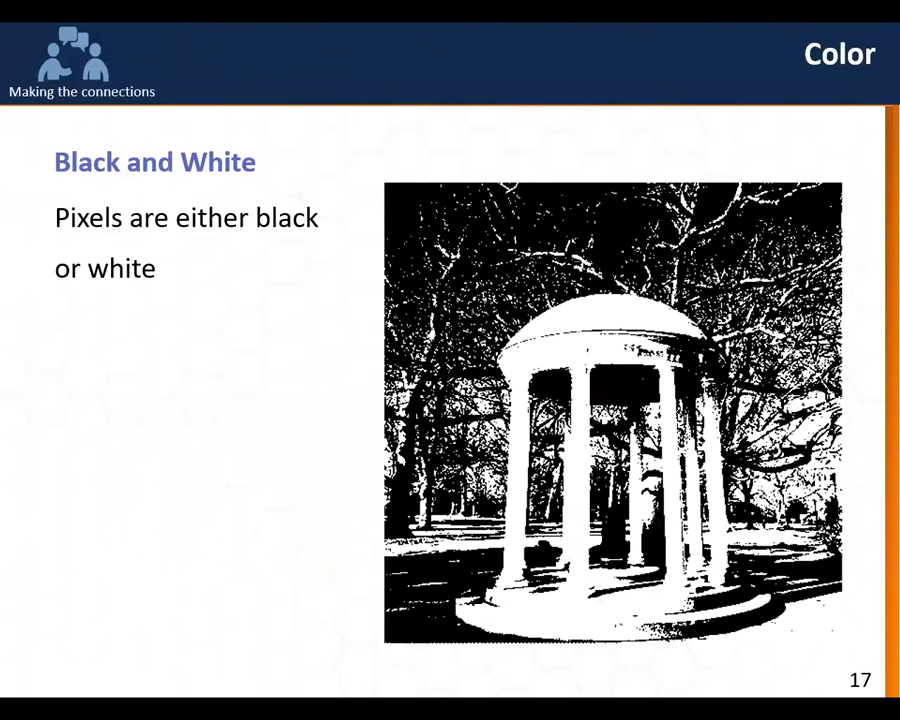 Making the connections
Color
Black and White
Pixels are either black
or white
17